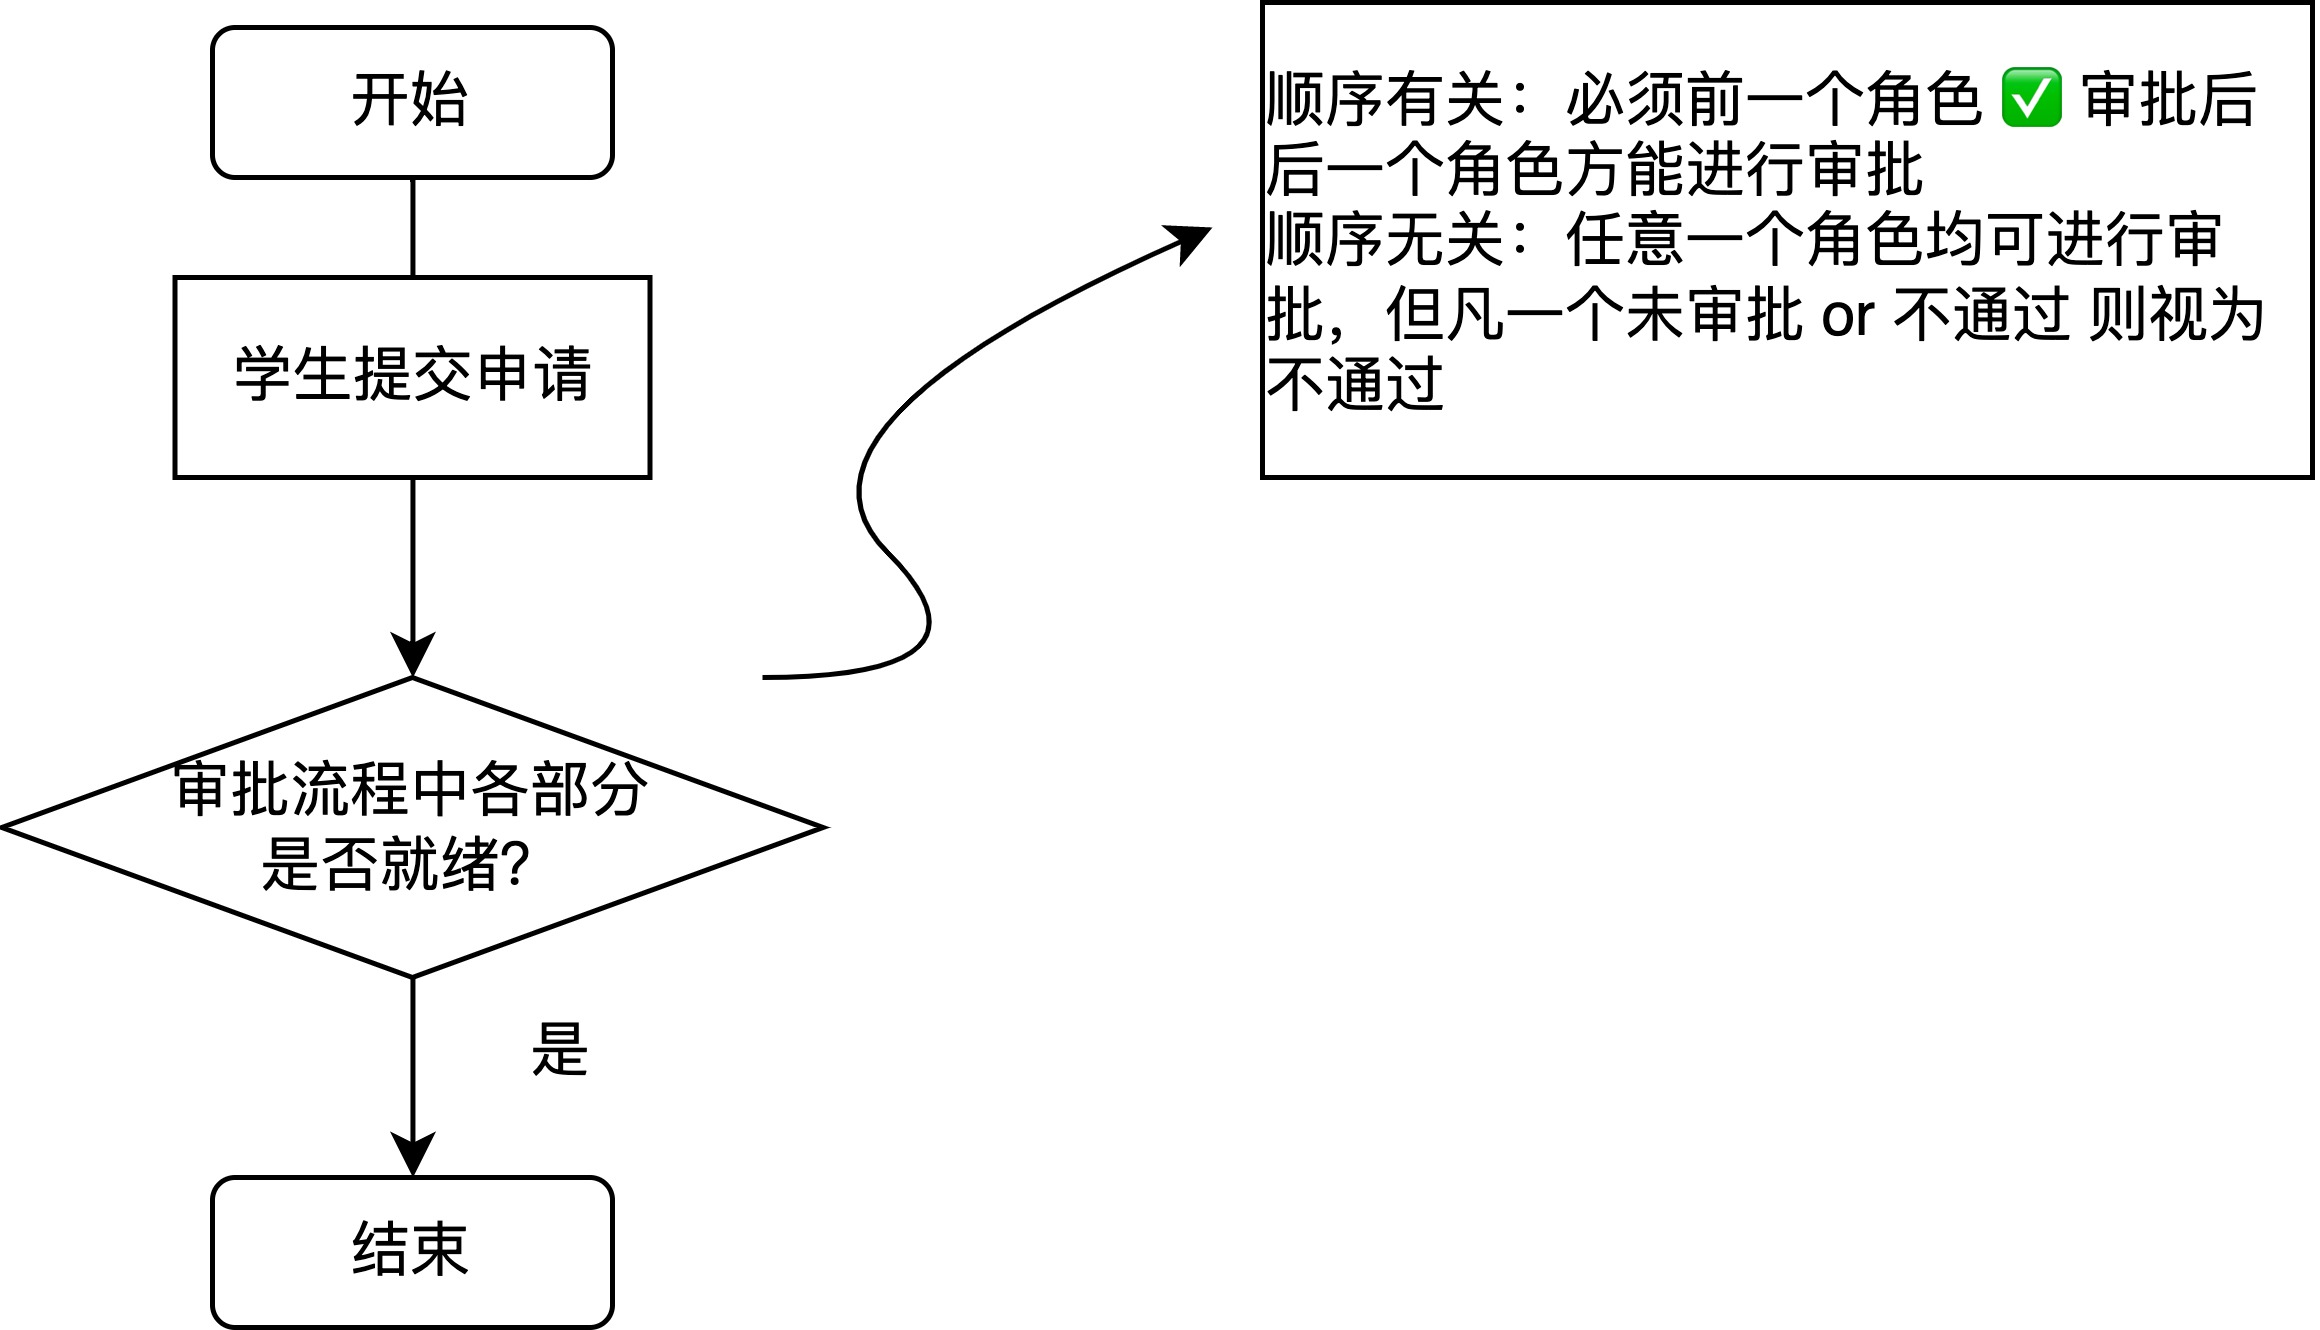 开始
学生提交申请
审批流程中各部分
是否就绪?
是
结束
顺序有关：必须前一个角色 ✅ 审批后
后一个角色方能进行审批
顺序无关：任意一个角色均可进行审
批，但凡一个未审批 or 不通过 则视为
不通过